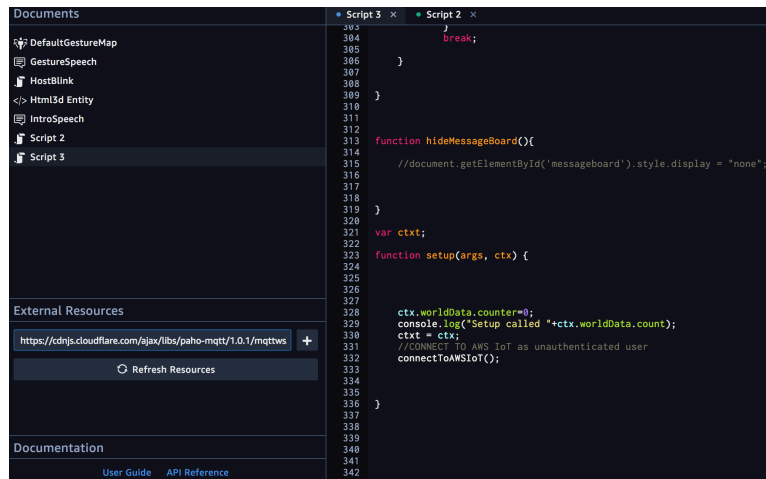 Documents
DefaultGestureMap
GestureSpeech
HostBlink
</> Html3d Entity
IntroSpeech
Script 2
Script 3
External Resources
https://cdnjs.cloudflare.com/ajax/libs/paho-mqtt/1.0.1/mqttws +
Refresh Resources
Documentation
User Guide API Reference
Script 3 × Script 2 ×
303 }
304 break;
305
306 }
307
308
309 }
310
311
312
313 function hideMessageBoard(){
314
315 //document.getElementById('messageboard').style.display = "none";
316
317
318
319 }
320
321 var ctxt;
322
323 function setup(args, ctx) {
324
325
326
327
328 ctx.worldData.counter=0;
329 console.log("Setup called "+ctx.worldData.count);
330 ctxt = ctx;
331 //CONNECT TO AWS IoT as unauthenticated user
332 connectToAWSIoT();
333
334
335
336 }
337
338
339
340
341
342